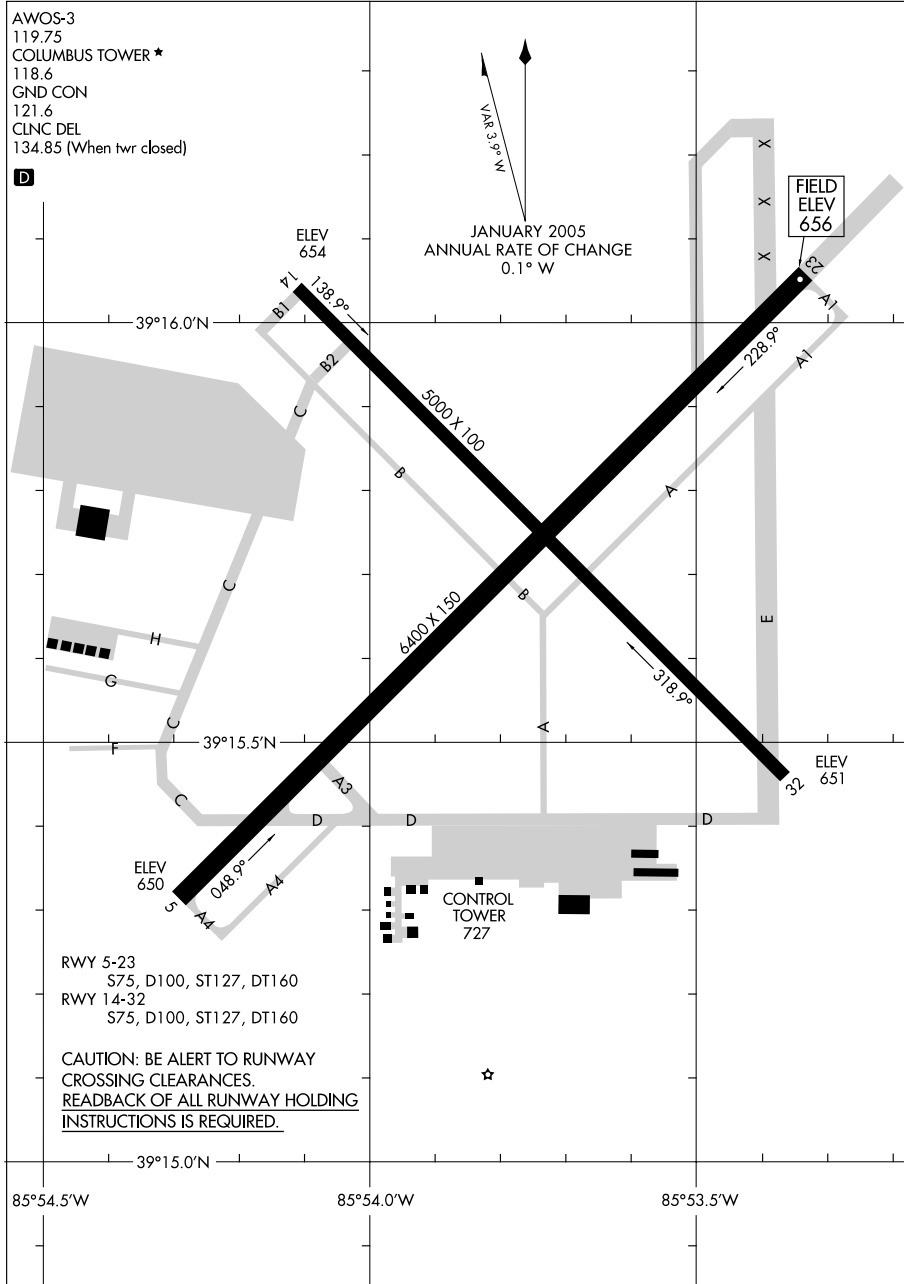 AWOS-3
119.75
COLUMBUS TOWER ★
118.6
GND CON
121.6
CLNC DEL
134.85 (When twr closed)
D
VAR 3.9° W
JANUARY 2005
ANNUAL RATE OF CHANGE
0.1° W
FIELD
ELEV
656
X
X
X
ELEV
654
14
138.9°
23
A1
A1
B1
39°16.0'N
B2
228.9°
C
5000 X 100
B
A
C
B
6400 X 150
E
H
G
318.9°
C
A
F
39°15.5'N
ELEV
651
32
A3
C
D
D
D
ELEV
650
048.9°
A4
5
A4
CONTROL
TOWER
727
RWY 5-23
S75, D100, ST127, DT160
RWY 14-32
S75, D100, ST127, DT160
CAUTION: BE ALERT TO RUNWAY
CROSSING CLEARANCES.
READBACK OF ALL RUNWAY HOLDING
INSTRUCTIONS IS REQUIRED.
39°15.0'N
85°54.5'W
85°54.0'W
85°53.5'W